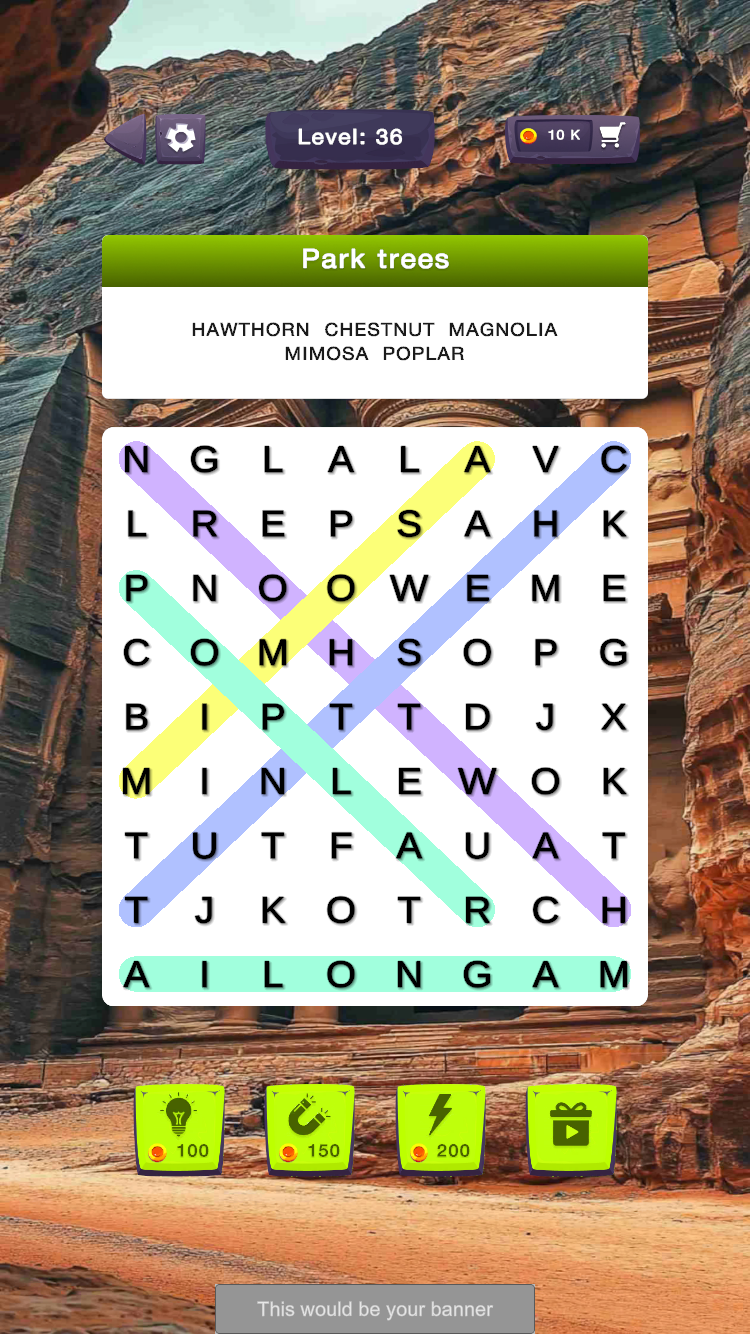 Level: 36
10 K
Park trees
HAWTHORN CHESTNUT MAGNOLIA
MIMOSA POPLAR
N G L A L A V C
L R E P S A H K
P N O O W E M E
C O M H S O P G
B I P T T D J X
M I N L E W O K
T U T F A U A T
T J K O T R C H
A I L O N G A M
100 150 200
This would be your banner